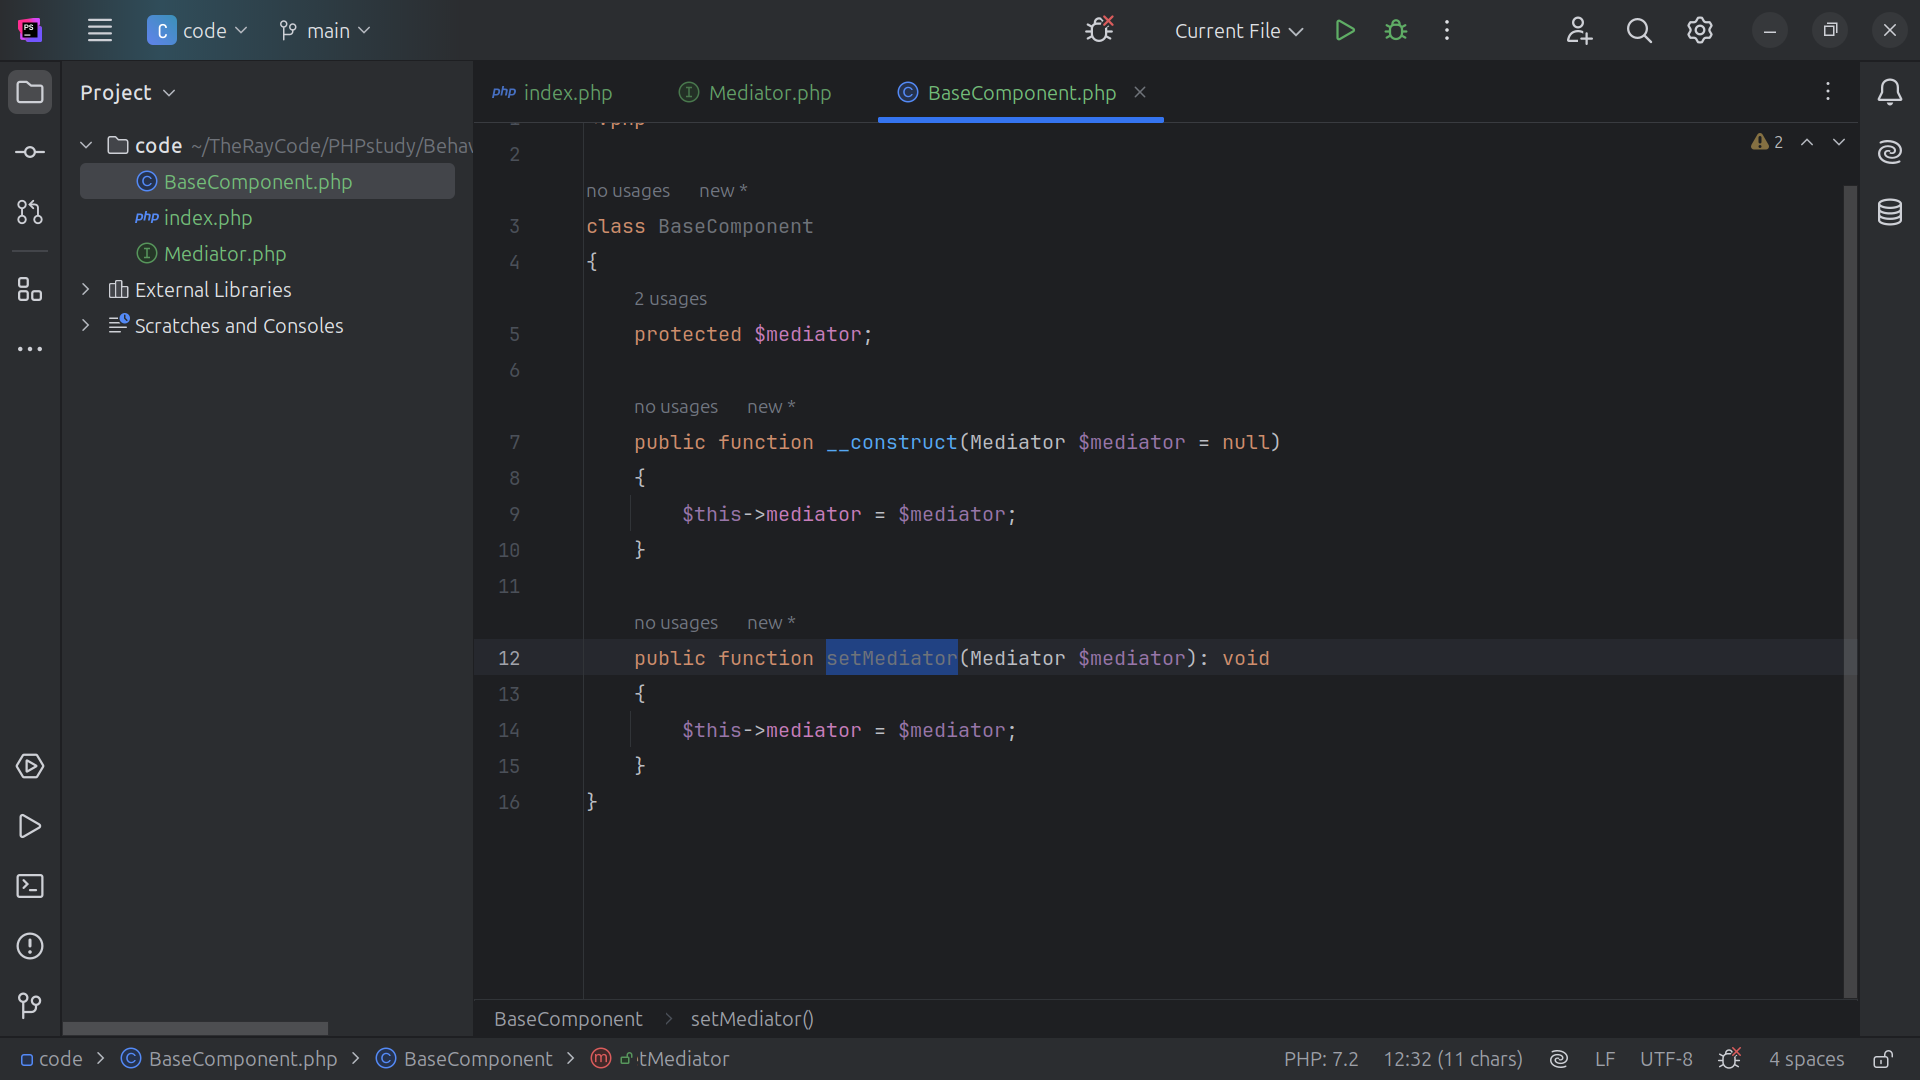 PS
C code main
Current File
Project
index.php
Mediator.php
BaseComponent.php
code ~/TheRayCode/PHPstudy/Behav
BaseComponent.php
php index.php
Mediator.php
External Libraries
Scratches and Consoles
2
2
no usages new *
3 class BaseComponent
4 {
2 usages
5 protected $mediator;
6
no usages new *
7 public function __construct(Mediator $mediator = null)
8 {
9 $this->mediator = $mediator;
10 }
11
no usages new *
12 public function setMediator(Mediator $mediator): void
13 {
14 $this->mediator = $mediator;
15 }
16 }
BaseComponent > setMediator()
code > BaseComponent.php > BaseComponent > m tMediator
PHP: 7.2 12:32 (11 chars) LF UTF-8 4 spaces